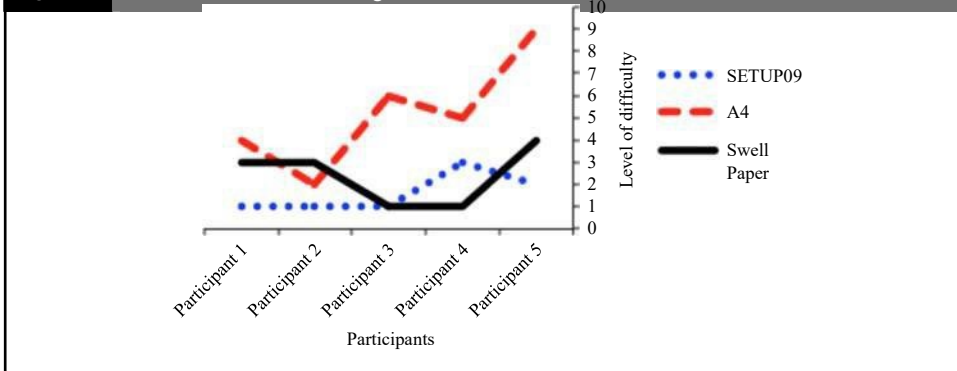 10
9
8
7
6
5
4
3
2
1
0
Level of difficulty
SETUP09
A4
Swell
Paper
Participant 1
Participant 2
Participant 3
Participant 4
Participant 5
Participants